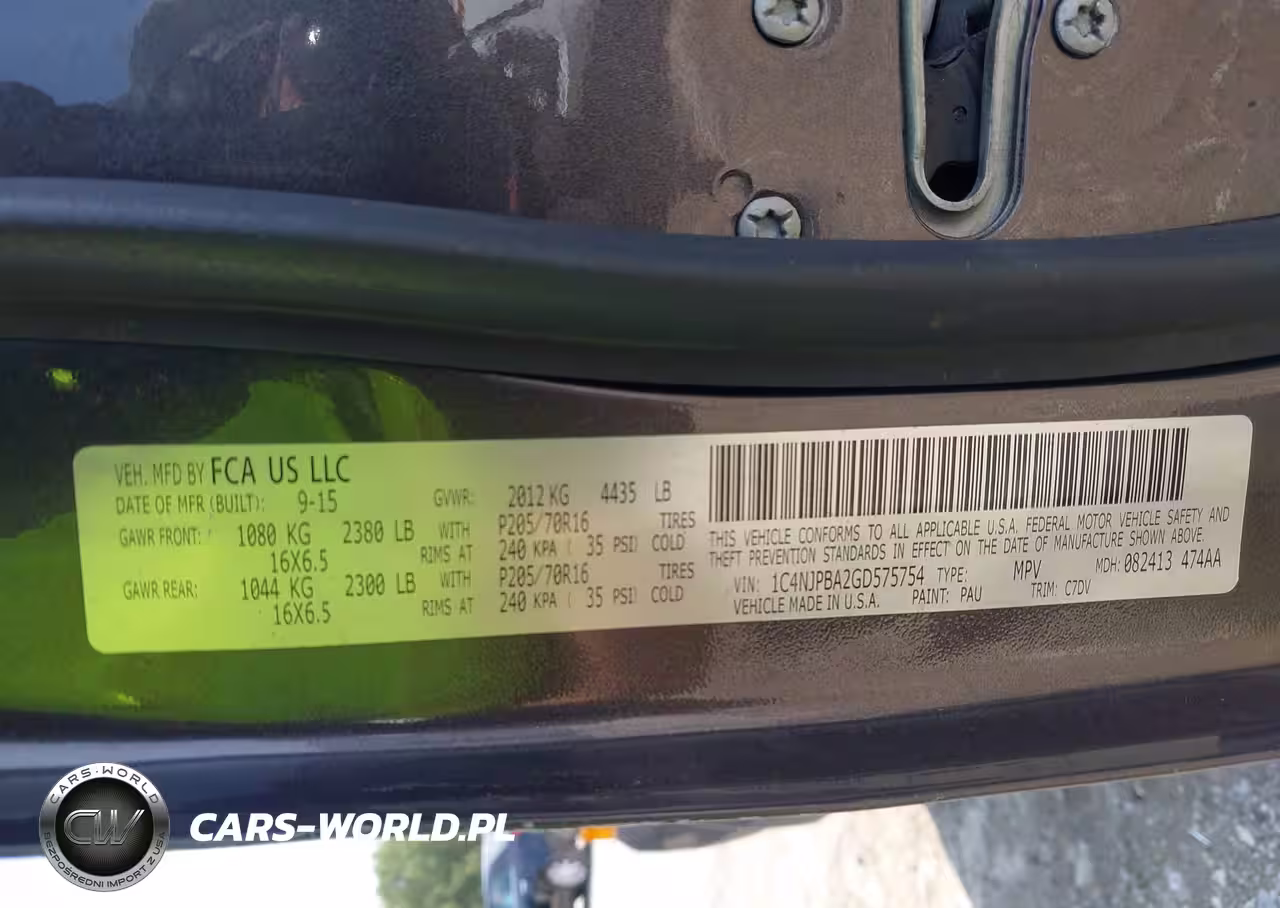 VEH. MFD BY FCA US LLC
DATE OF MFR (BUILT): 9-15 GVWR: 2012 KG 4435 LB
GAWR FRONT: 1080 KG 2380 LB WITH P205/70R16 TIRES
16X6.5 RIMS AT 240 KPA ( 35 PSI) COLD
GAWR REAR: 1044 KG 2300 LB WITH P205/70R16 TIRES
16X6.5 RIMS AT 240 KPA ( 35 PSI) COLD
THIS VEHICLE CONFORMS TO ALL APPLICABLE U.S.A. FEDERAL MOTOR VEHICLE SAFETY AND
THEFT PREVENTION STANDARDS IN EFFECT ON THE DATE OF MANUFACTURE SHOWN ABOVE.
VIN: 1C4NJPBA2GD575754 TYPE: MPV MDH: 082413 474AA
VEHICLE MADE IN U.S.A. PAINT: PAU TRIM: C7DV
CARS-WORLD
CW
BEZPOŚREDNI IMPORT Z USA
CARS-WORLD.PL